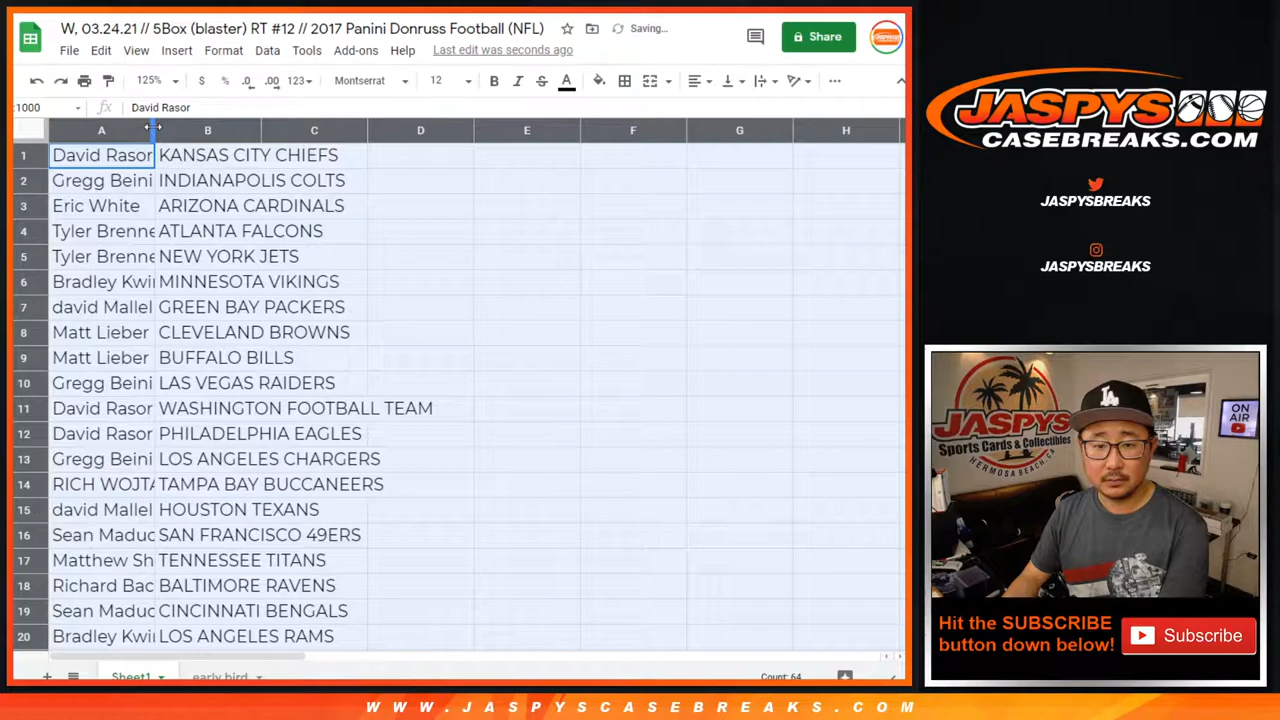 W, 03.24.21 // 5Box (blaster) RT #12 // 2017 Panini Donruss Football (NFL)
Saving...
File Edit View Insert Format Data Tools Add-ons Help Last edit was seconds ago
Share
125% $ % .0 .00 123 Montserrat 12 B I S A
:1000 fx David Rasor
A B C D E F G H
1 David Rasor KANSAS CITY CHIEFS
2 Gregg Beini INDIANAPOLIS COLTS
3 Eric White ARIZONA CARDINALS
4 Tyler Brenne ATLANTA FALCONS
5 Tyler Brenne NEW YORK JETS
6 Bradley Kwin MINNESOTA VIKINGS
7 david Mallel GREEN BAY PACKERS
8 Matt Lieber CLEVELAND BROWNS
9 Matt Lieber BUFFALO BILLS
10 Gregg Beini LAS VEGAS RAIDERS
11 David Rasor WASHINGTON FOOTBALL TEAM
12 David Rasor PHILADELPHIA EAGLES
13 Gregg Beini LOS ANGELES CHARGERS
14 RICH WOJTA TAMPA BAY BUCCANEERS
15 david Mallel HOUSTON TEXANS
16 Sean Maduc SAN FRANCISCO 49ERS
17 Matthew Sh TENNESSEE TITANS
18 Richard Bac BALTIMORE RAVENS
19 Sean Maduc CINCINNATI BENGALS
20 Bradley Kwin LOS ANGELES RAMS
Sheet1 early bird Count: 64
JASPYS
CASEBREAKS.COM
JASPYSBREAKS
JASPYSBREAKS
JASPYS
Sports Cards & Collectibles
HERMOSA BEACH, CA
LA
ON
AIR
Hit the SUBSCRIBE
button down below!
Subscribe
WWW.JASPYSCASEBREAKS.COM